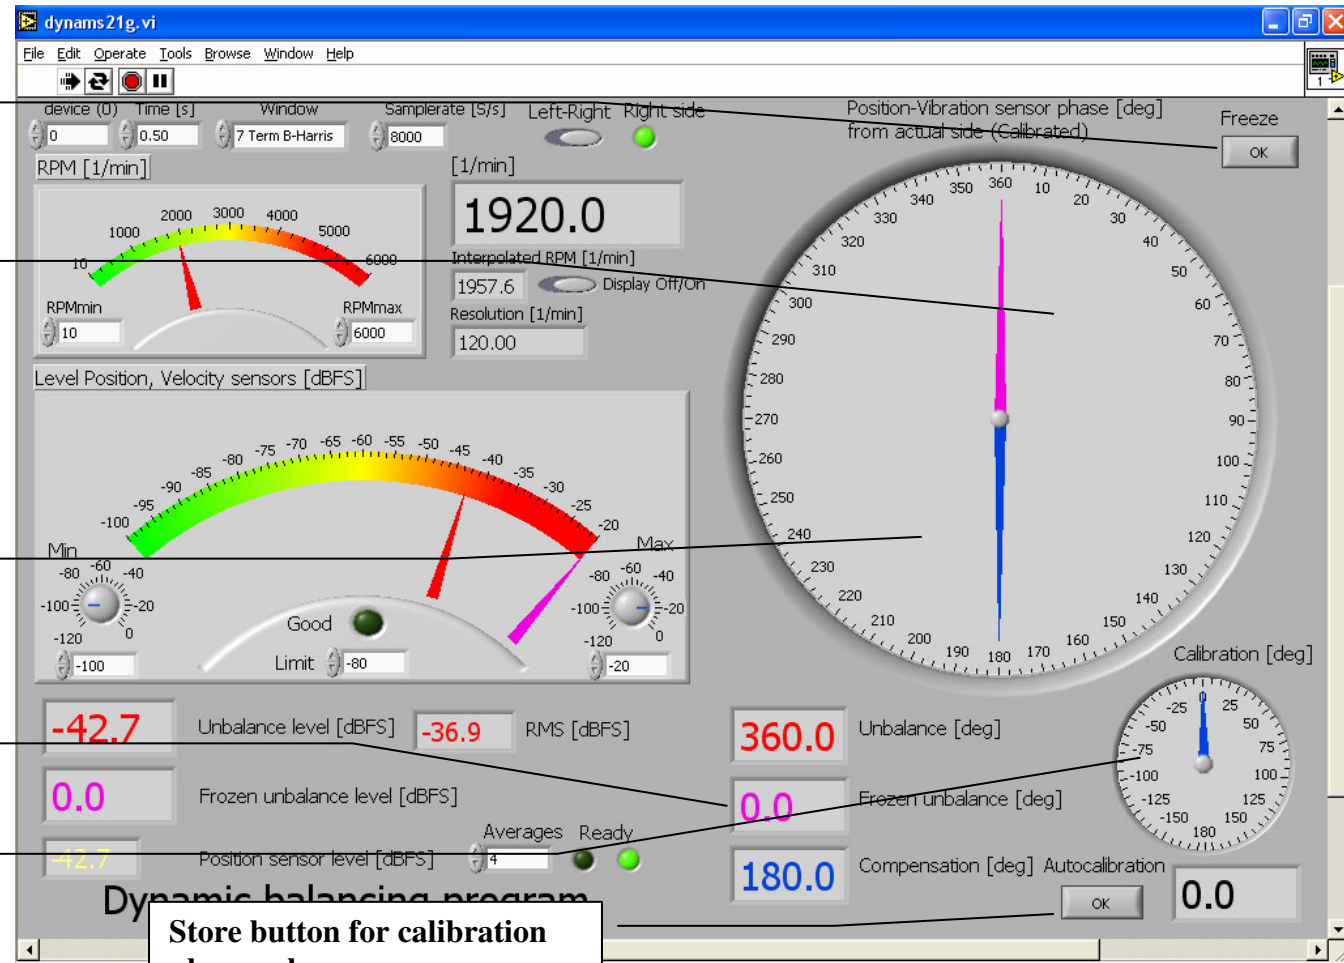 dynams21g.vi
File Edit Operate Tools Browse Window Help
1
device (0) Time [s] Window Samplerate [S/s] Left-Right Right side
0 0.50 7 Term B-Harris 8000
Position-Vibration sensor phase [deg]
from actual side (Calibrated)
Freeze
OK
RPM [1/min]
10 1000 2000 3000 4000 5000 6000
RPMmin RPMmax
10 6000
[1/min]
1920.0
Interpolated RPM [1/min]
1957.6 Display Off/On
Resolution [1/min]
120.00
360 10 20 30 40 50 60 70 80 90 100 110 120 130 140 150 160 170 180 190 200 210 220 230 240 250 260 270 280 290 300 310 320 330 340 350
Level Position, Velocity sensors [dBFS]
-100 -95 -90 -85 -80 -75 -70 -65 -60 -55 -50 -45 -40 -35 -30 -25 -20
Min
-120 -100 -80 -60 -40 -20 0
-100
Good
Limit -80
Max
-120 -100 -80 -60 -40 -20 0
-20
-42.7 Unbalance level [dBFS] -36.9 RMS [dBFS]
0.0 Frozen unbalance level [dBFS]
Averages Ready
-42.7 Position sensor level [dBFS] 4
360.0 Unbalance [deg]
0.0 Frozen unbalance [deg]
180.0 Compensation [deg]
Calibration [deg]
0 25 50 75 100 125 150 180 -150 -125 -100 -75 -50 -25
Autocalibration
OK 0.0
Dynamic balancing program
Store button for calibration